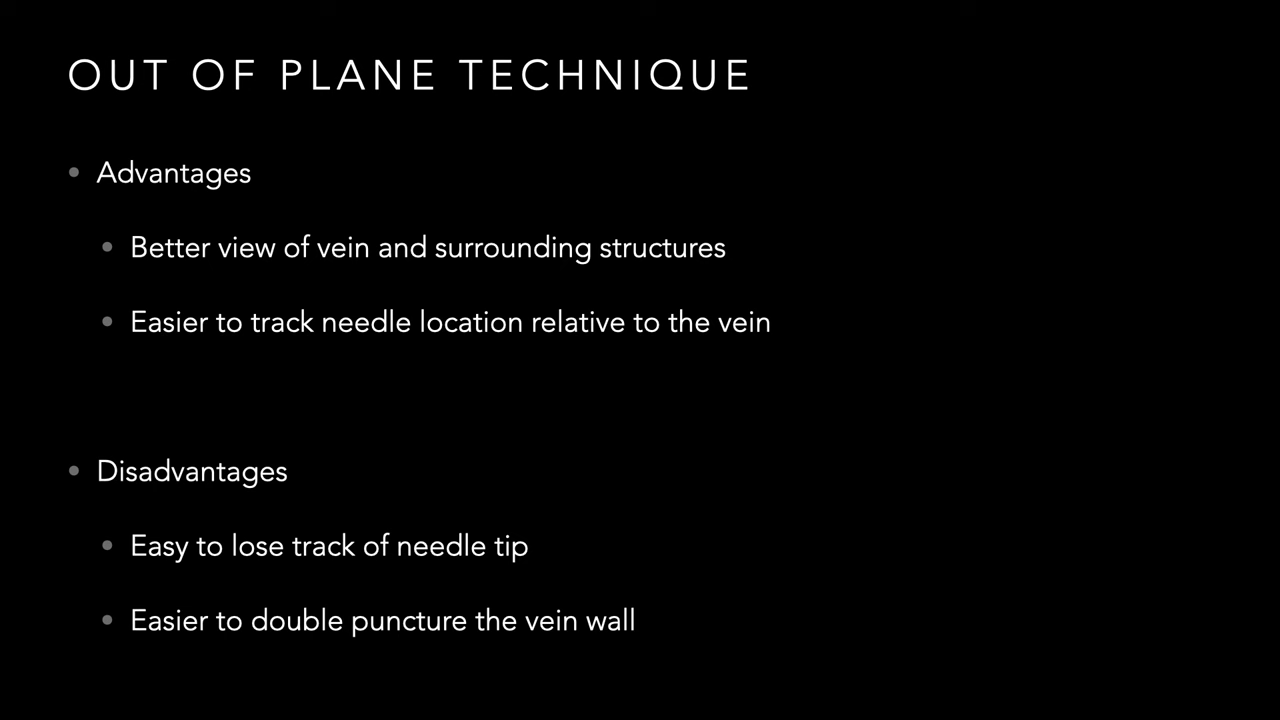 OUT OF PLANE TECHNIQUE
• Advantages
• Better view of vein and surrounding structures
• Easier to track needle location relative to the vein
• Disadvantages
• Easy to lose track of needle tip
• Easier to double puncture the vein wall